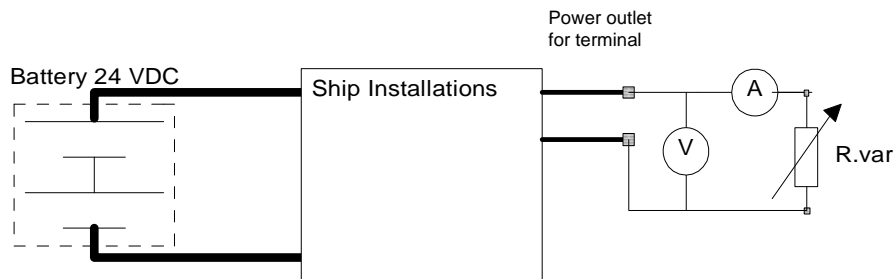 Power outlet
for terminal
Battery 24 VDC
Ship Installations
A
V
R.var